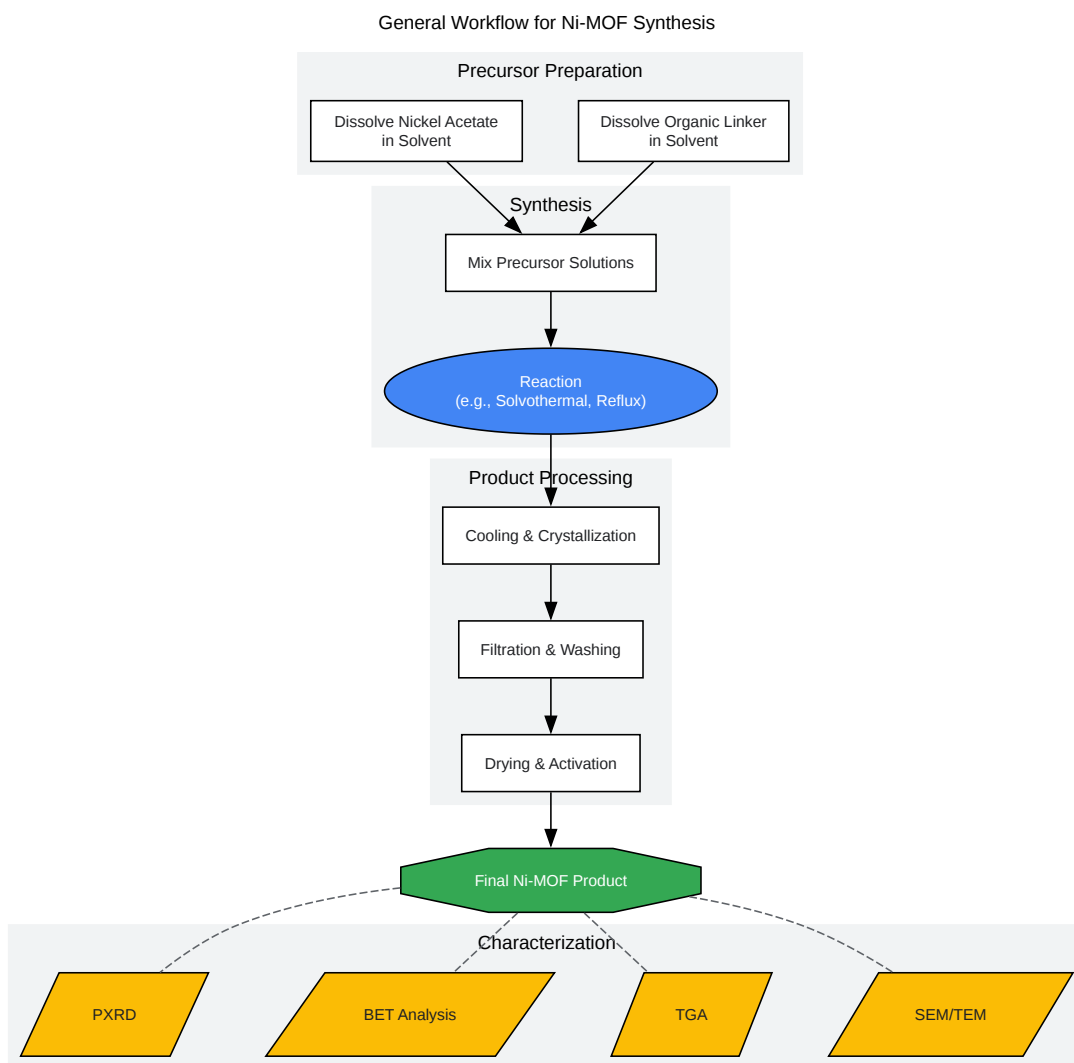 General Workflow for Ni-MOF Synthesis
Precursor Preparation
Dissolve Nickel Acetate
in Solvent
Dissolve Organic Linker
in Solvent
Synthesis
Mix Precursor Solutions
Reaction
(e.g., Solvothermal, Reflux)
Product Processing
Cooling & Crystallization
Filtration & Washing
Drying & Activation
Final Ni-MOF Product
Characterization
PXRD
BET Analysis
TGA
SEM/TEM